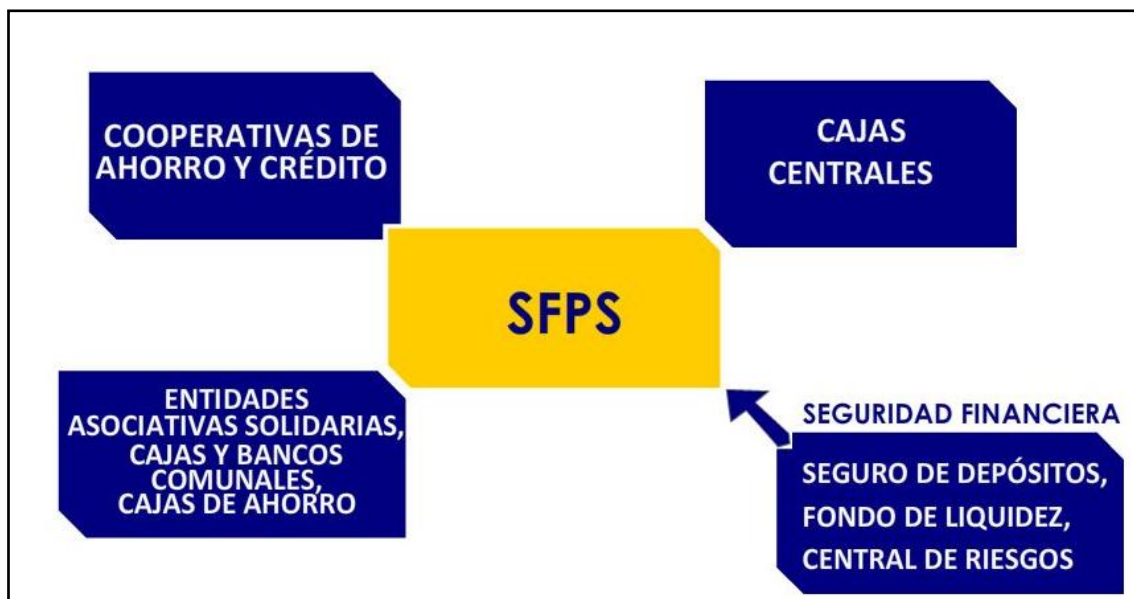 COOPERATIVAS DE
AHORRO Y CRÉDITO
CAJAS
CENTRALES
SFPS
ENTIDADES
ASOCIATIVAS SOLIDARIAS,
CAJAS Y BANCOS
COMUNALES,
CAJAS DE AHORRO
SEGURIDAD FINANCIERA
SEGURO DE DEPÓSITOS,
FONDO DE LIQUIDEZ,
CENTRAL DE RIESGOS